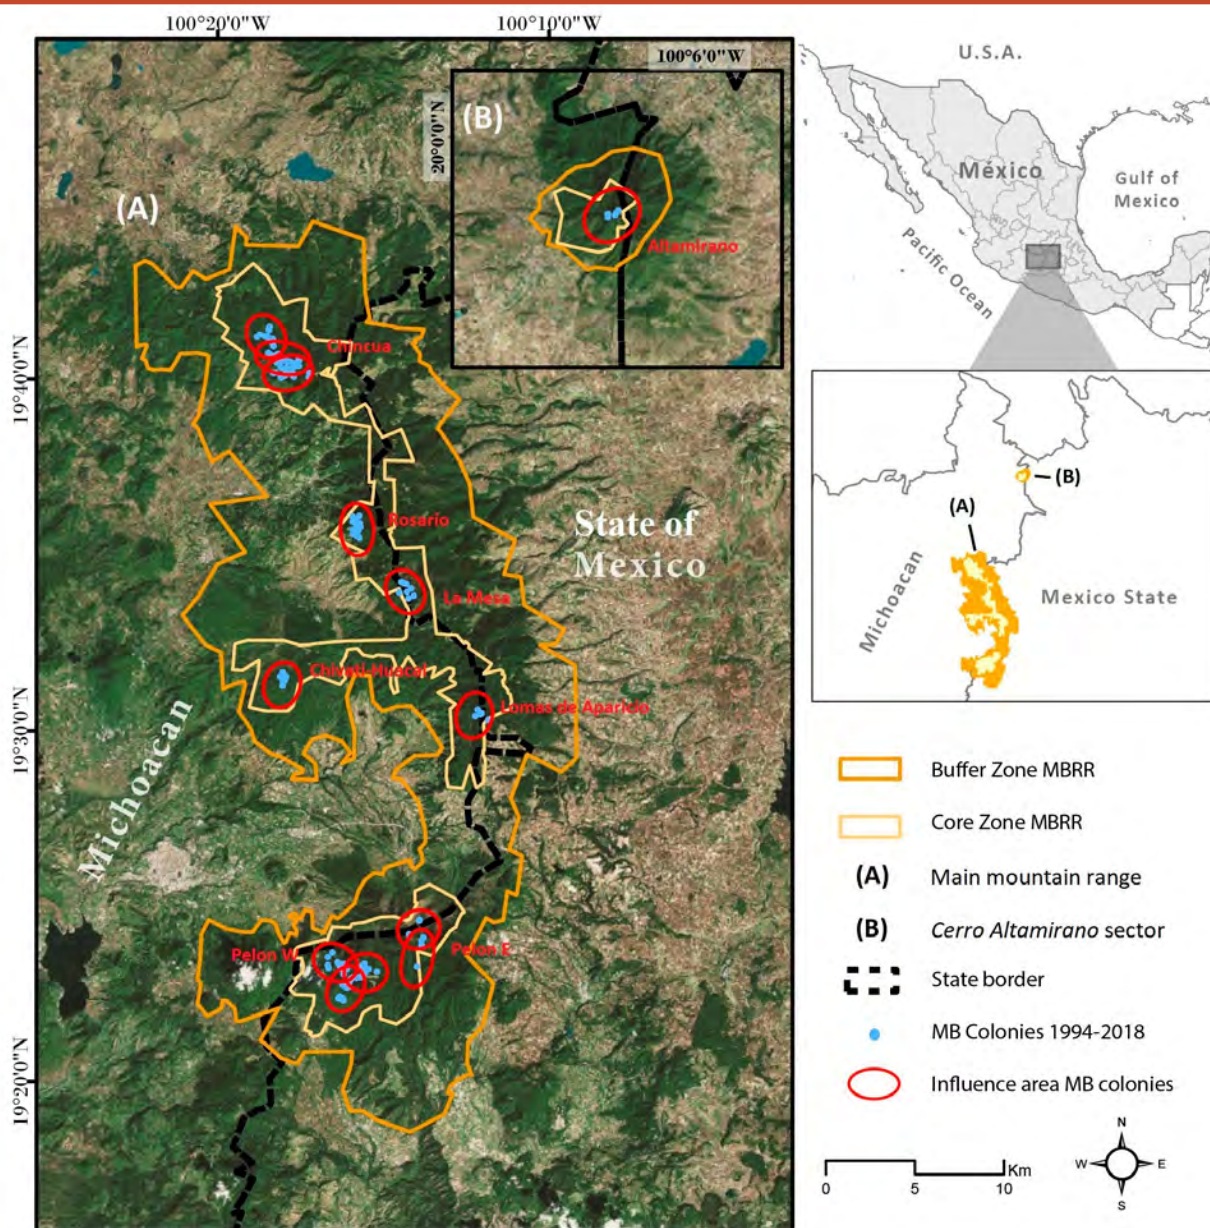 100°20'0"W
100°10'0"W
100°6'0"W
20°0'0"N
(B)
Altamirano
(A)
Chincua
19°40'0"N
Rosario
State of
Mexico
La Mesa
Chivati-Huacal
Lomas de Aparicio
19°30'0"N
Michoacan
Pelon W
Pelon E
19°20'0"N
U.S.A.
México
Gulf of
Mexico
Pacific Ocean
(B)
(A)
Michoacan
Mexico State
Buffer Zone MBRR
Core Zone MBRR
(A) Main mountain range
(B) Cerro Altamirano sector
State border
MB Colonies 1994-2018
Influence area MB colonies
N
W E
S
Km
0 5 10